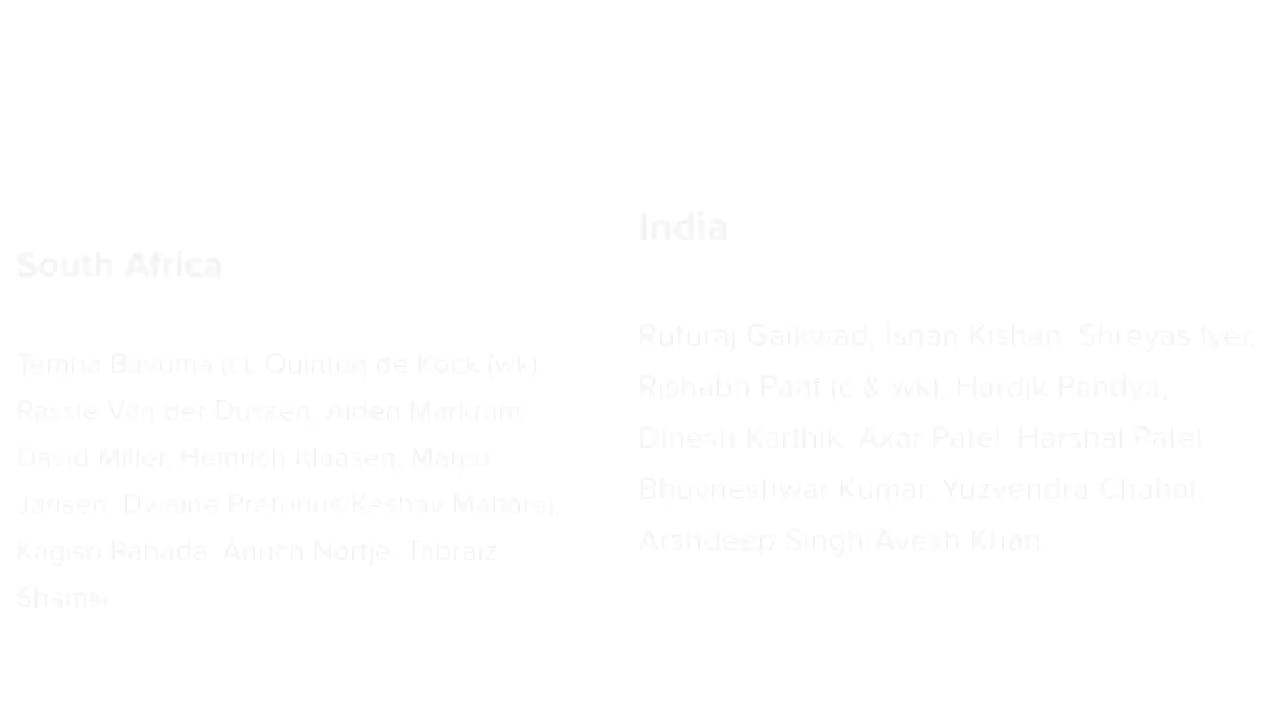 South Africa
Temba Bavuma (c), Quinton de Kock (wk),
Rassie Van der Dussen, Aiden Markram,
David Miller, Heinrich Klaasen, Marco
Jansen, Dwaine Pretorius/Keshav Maharaj,
Kagiso Rabada, Anrich Nortje, Tabraiz
Shamsi
India
Ruturaj Gaikwad, Ishan Kishan, Shreyas Iyer,
Rishabh Pant (c & wk), Hardik Pandya,
Dinesh Karthik, Axar Patel, Harshal Patel,
Bhuvneshwar Kumar, Yuzvendra Chahal,
Arshdeep Singh/Avesh Khan